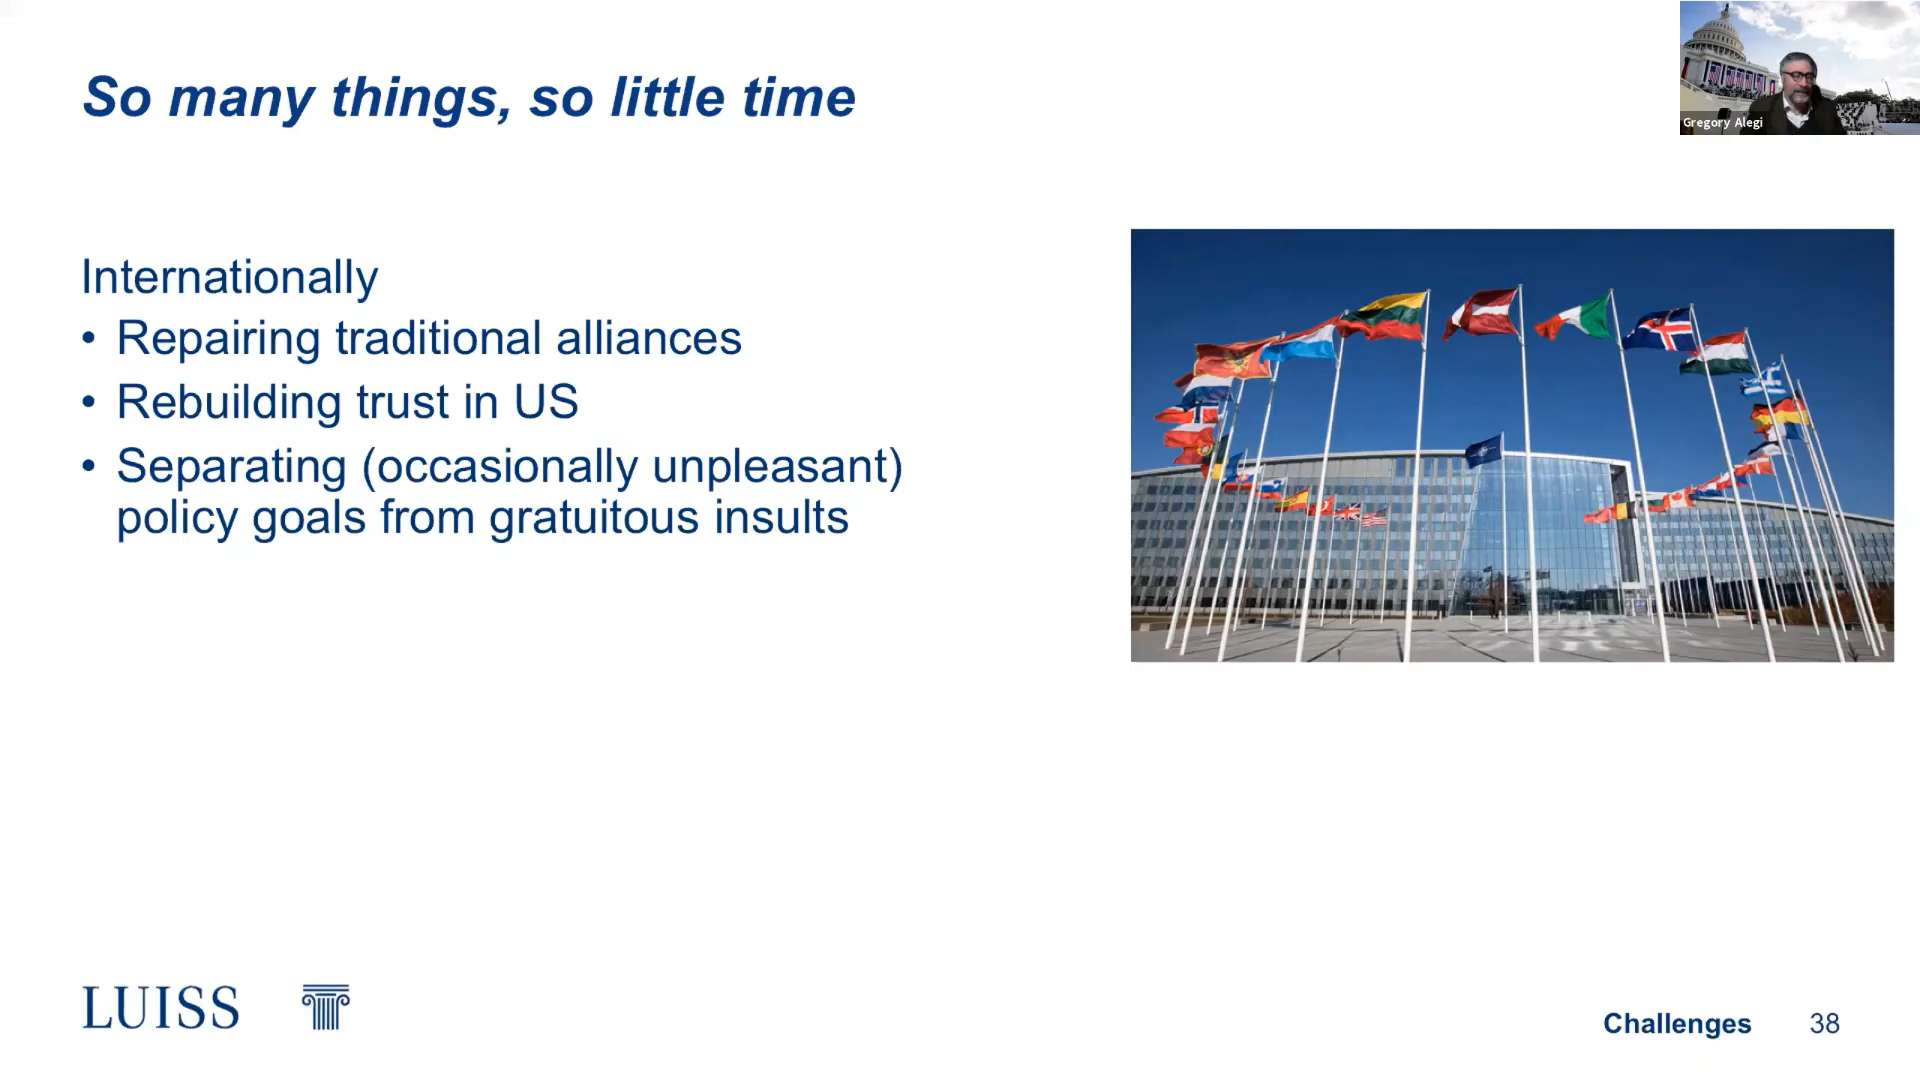 So many things, so little time
Gregory Alegi
Internationally
• Repairing traditional alliances
• Rebuilding trust in US
• Separating (occasionally unpleasant)
policy goals from gratuitous insults
LUISS
Challenges 38